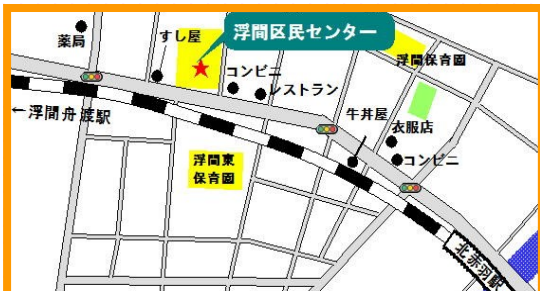 薬局
すし屋
浮間区民センター
浮間保育園
コンビニ
レストラン
←浮間舟渡駅
牛丼屋
衣服店
コンビニ
浮間東
保育園
北赤羽駅